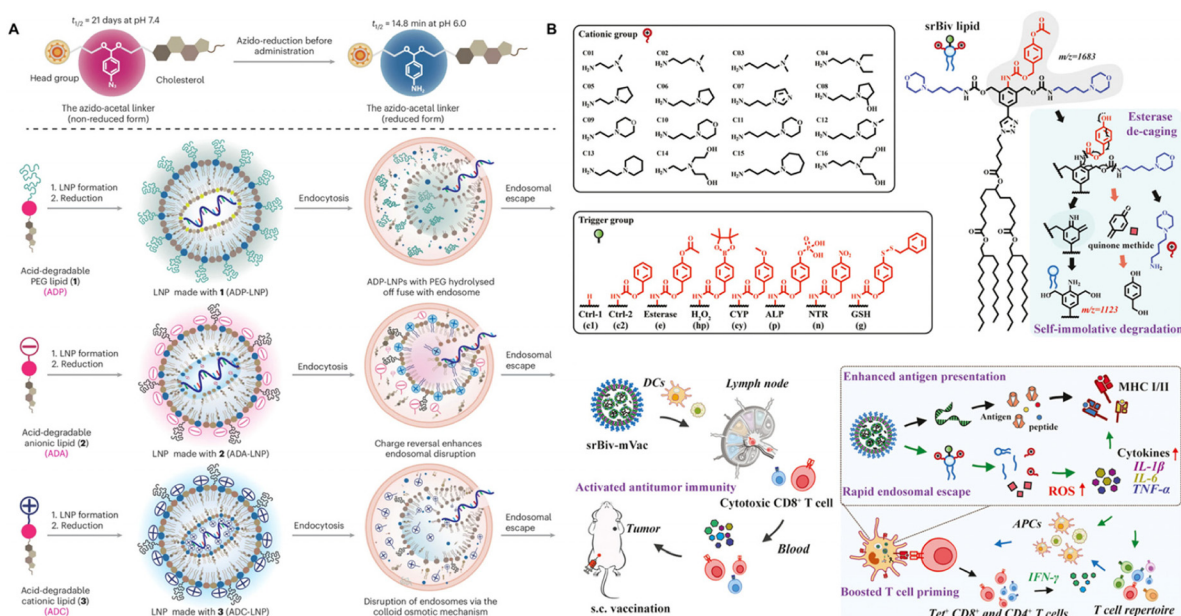 A
t1/2 = 21 days at pH 7.4
Azido-reduction before
administration
t1/2 = 14.8 min at pH 6.0
Head group
Cholesterol
N3
NH2
The azido-acetal linker
(non-reduced form)
The azido-acetal linker
(reduced form)
1. LNP formation
2. Reduction
Endocytosis
Endosomal
escape
Acid-degradable
PEG lipid (1)
(ADP)
LNP made with 1 (ADP-LNP)
ADP-LNPs with PEG hydrolysed
off fuse with endosome
1. LNP formation
2. Reduction
Endocytosis
Endosomal
escape
Acid-degradable
anionic lipid (2)
(ADA)
LNP made with 2 (ADA-LNP)
Charge reversal enhances
endosomal disruption
1. LNP formation
2. Reduction
Endocytosis
Endosomal
escape
Acid-degradable
cationic lipid (3)
(ADC)
LNP made with 3 (ADC-LNP)
Disruption of endosomes via the
colloid osmotic mechanism
B
Cationic group
C01 C02 C03 C04
C05 C06 C07 C08
C09 C10 C11 C12
C13 C14 C15 C16
Trigger group
Ctrl-1 Ctrl-2 Esterase H2O2 CYP ALP NTR GSH
(c1) (c2) (e) (hp) (cy) (p) (n) (g)
srBiv lipid
m/z=1683
Esterase
de-caging
quinone methide
m/z=1123
Self-immolative degradation
DCs
Lymph node
srBiv-mVac
Activated antitumor immunity
Cytotoxic CD8+ T cell
Tumor
Blood
s.c. vaccination
Enhanced antigen presentation
MHC I/II
Antigen
peptide
Cytokines
IL-1β
IL-6
TNF-α
ROS
Rapid endosomal escape
APCs
IFN-γ
Boosted T cell priming
Tet+ CD8+ and CD4+ T cells
T cell repertoire